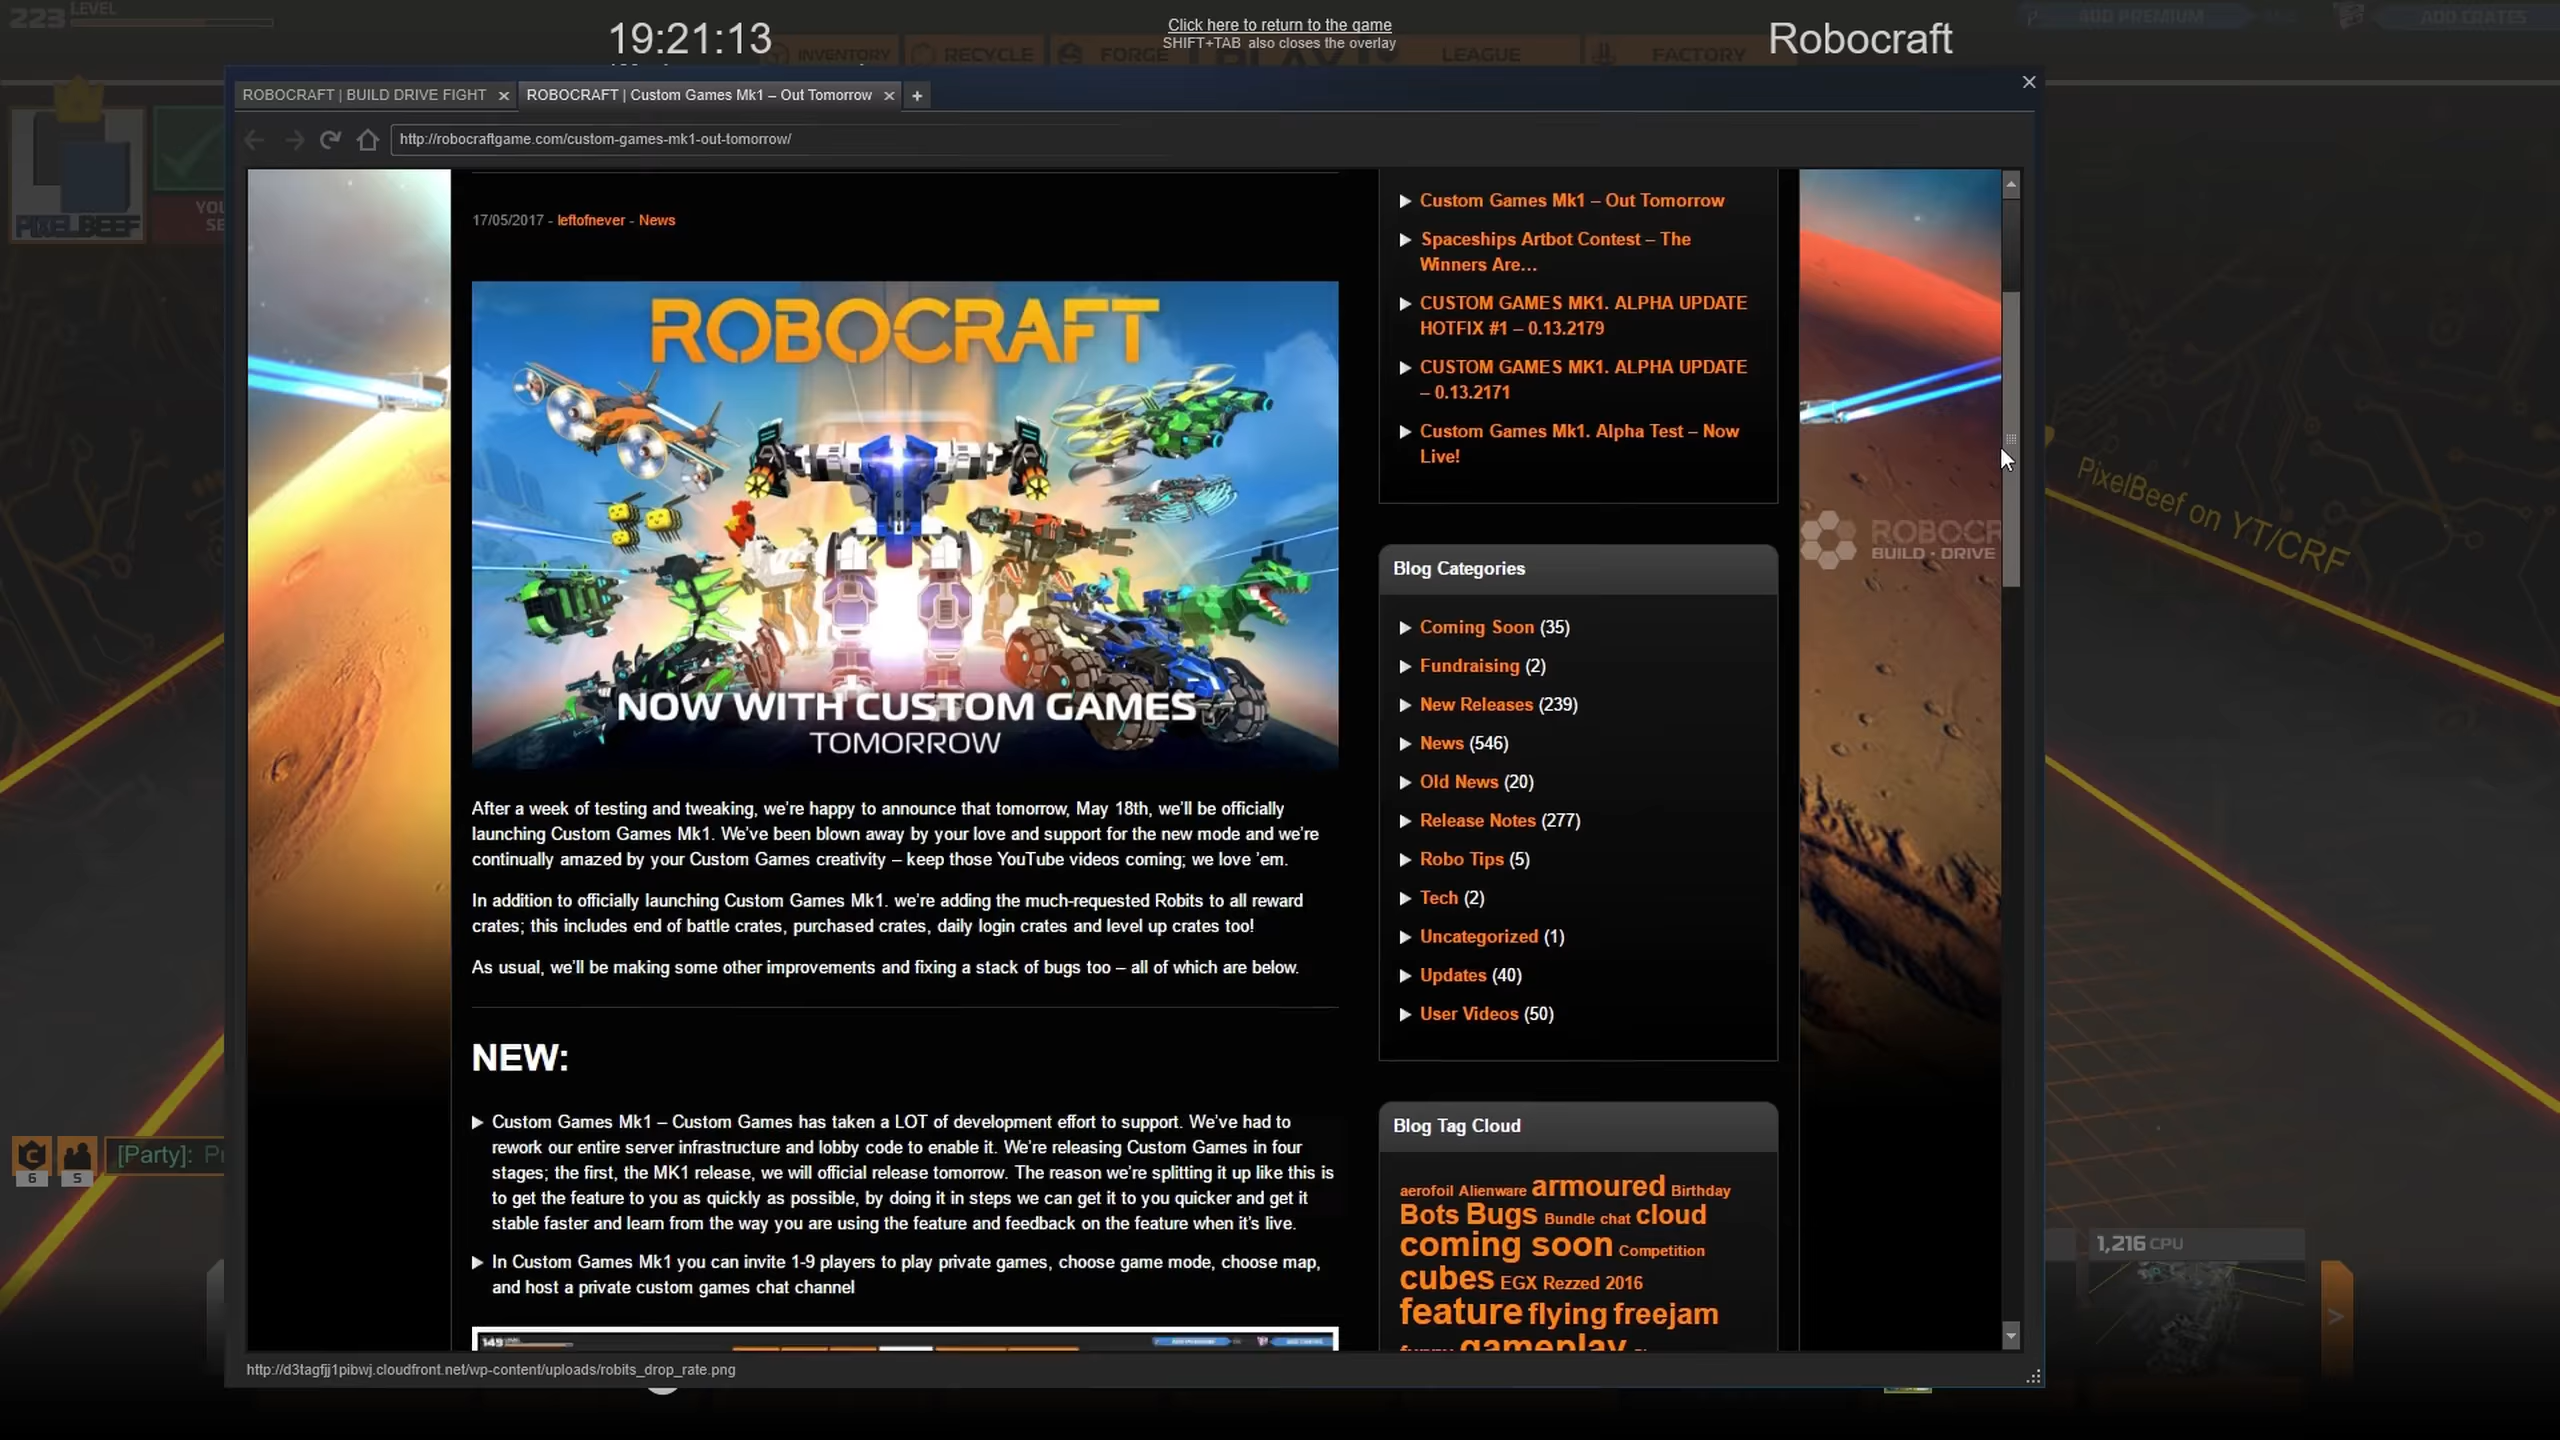 223 LEVEL
19:21:13
Click here to return to the game
SHIFT+TAB also closes the overlay
Robocraft
ADD PREMIUM
ADD CRATES
INVENTORY
RECYCLE
FORGE
LEAGUE
FACTORY
ROBOCRAFT | BUILD DRIVE FIGHT
ROBOCRAFT | Custom Games Mk1 – Out Tomorrow
http://robocraftgame.com/custom-games-mk1-out-tomorrow/
PIXELBEEF
17/05/2017 - leftofnever - News
ROBOCRAFT
NOW WITH CUSTOM GAMES
TOMORROW
After a week of testing and tweaking, we're happy to announce that tomorrow, May 18th, we'll be officially
launching Custom Games Mk1. We've been blown away by your love and support for the new mode and we're
continually amazed by your Custom Games creativity – keep those YouTube videos coming; we love 'em.
In addition to officially launching Custom Games Mk1. we're adding the much-requested Robits to all reward
crates; this includes end of battle crates, purchased crates, daily login crates and level up crates too!
As usual, we'll be making some other improvements and fixing a stack of bugs too – all of which are below.
NEW:
Custom Games Mk1 – Custom Games has taken a LOT of development effort to support. We've had to
rework our entire server infrastructure and lobby code to enable it. We're releasing Custom Games in four
stages; the first, the MK1 release, we will official release tomorrow. The reason we're splitting it up like this is
to get the feature to you as quickly as possible, by doing it in steps we can get it to you quicker and get it
stable faster and learn from the way you are using the feature and feedback on the feature when it's live.
In Custom Games Mk1 you can invite 1-9 players to play private games, choose game mode, choose map,
and host a private custom games chat channel
149
Custom Games Mk1 – Out Tomorrow
Spaceships Artbot Contest – The
Winners Are…
CUSTOM GAMES MK1. ALPHA UPDATE
HOTFIX #1 – 0.13.2179
CUSTOM GAMES MK1. ALPHA UPDATE
– 0.13.2171
Custom Games Mk1. Alpha Test – Now
Live!
Blog Categories
Coming Soon (35)
Fundraising (2)
New Releases (239)
News (546)
Old News (20)
Release Notes (277)
Robo Tips (5)
Tech (2)
Uncategorized (1)
Updates (40)
User Videos (50)
Blog Tag Cloud
aerofoil Alienware armoured Birthday
Bots Bugs Bundle chat cloud
coming soon Competition
cubes EGX Rezzed 2016
feature flying freejam
gameplay
ROBOCR
BUILD · DRIVE
PixelBeef on YT/CRF
[Party]:
6
5
1,216 CPU
http://d3tagfjj1pibwj.cloudfront.net/wp-content/uploads/robits_drop_rate.png